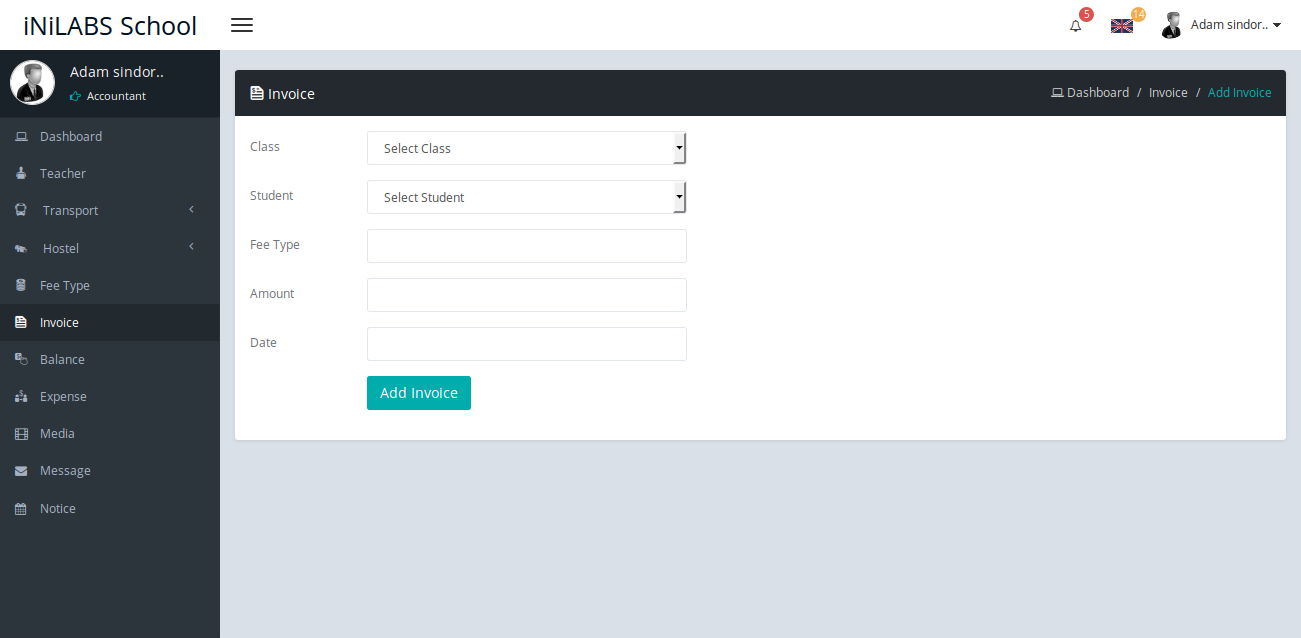 iNiLABS School
5
14
Adam sindor..
Adam sindor..
Accountant
Dashboard
Teacher
Transport
Hostel
Fee Type
Invoice
Balance
Expense
Media
Message
Notice
Invoice
Dashboard / Invoice / Add Invoice
Class
Select Class
Student
Select Student
Fee Type
Amount
Date
Add Invoice